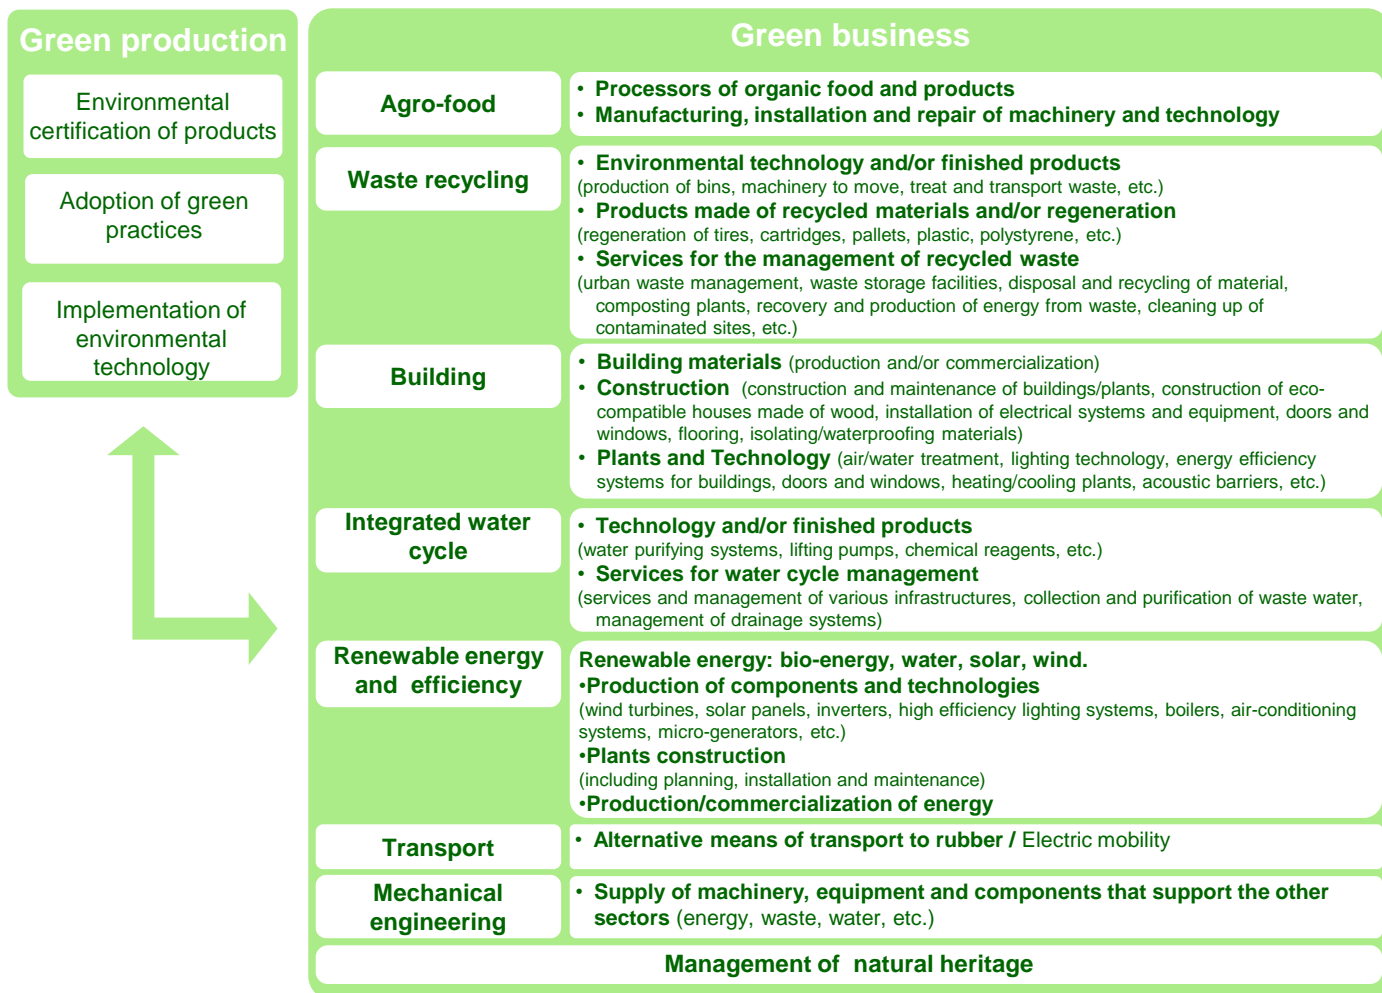 Green production
Environmental
certification of products
Adoption of green
practices
Implementation of
environmental
technology
Green business
Agro-food
• Processors of organic food and products
• Manufacturing, installation and repair of machinery and technology
Waste recycling
• Environmental technology and/or finished products
(production of bins, machinery to move, treat and transport waste, etc.)
• Products made of recycled materials and/or regeneration
(regeneration of tires, cartridges, pallets, plastic, polystyrene, etc.)
• Services for the management of recycled waste
(urban waste management, waste storage facilities, disposal and recycling of material,
composting plants, recovery and production of energy from waste, cleaning up of
contaminated sites, etc.)
Building
• Building materials (production and/or commercialization)
• Construction (construction and maintenance of buildings/plants, construction of eco-
compatible houses made of wood, installation of electrical systems and equipment, doors and
windows, flooring, isolating/waterproofing materials)
• Plants and Technology (air/water treatment, lighting technology, energy efficiency
systems for buildings, doors and windows, heating/cooling plants, acoustic barriers, etc.)
Integrated water
cycle
• Technology and/or finished products
(water purifying systems, lifting pumps, chemical reagents, etc.)
• Services for water cycle management
(services and management of various infrastructures, collection and purification of waste water,
management of drainage systems)
Renewable energy
and efficiency
Renewable energy: bio-energy, water, solar, wind.
•Production of components and technologies
(wind turbines, solar panels, inverters, high efficiency lighting systems, boilers, air-conditioning
systems, micro-generators, etc.)
•Plants construction
(including planning, installation and maintenance)
•Production/commercialization of energy
Transport
• Alternative means of transport to rubber / Electric mobility
Mechanical
engineering
• Supply of machinery, equipment and components that support the other
sectors (energy, waste, water, etc.)
Management of natural heritage